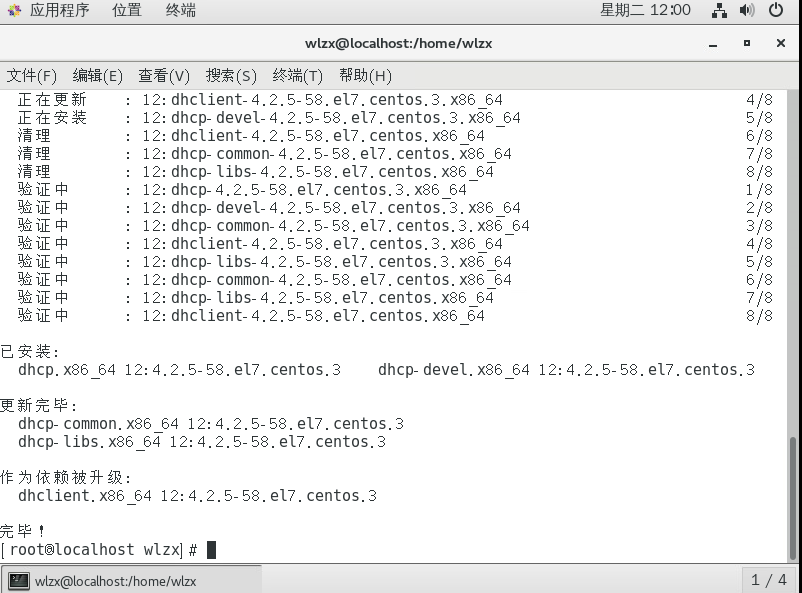 应用程序 位置 终端 星期二 12:00
wlzx@localhost:/home/wlzx
文件(F) 编辑(E) 查看(V) 搜索(S) 终端(T) 帮助(H)
正在更新 : 12:dhclient-4.2.5-58.el7.centos.3.x86_64 4/8
正在安装 : 12:dhcp-devel-4.2.5-58.el7.centos.3.x86_64 5/8
清理 : 12:dhclient-4.2.5-58.el7.centos.x86_64 6/8
清理 : 12:dhcp-common-4.2.5-58.el7.centos.x86_64 7/8
清理 : 12:dhcp-libs-4.2.5-58.el7.centos.x86_64 8/8
验证中 : 12:dhcp-4.2.5-58.el7.centos.3.x86_64 1/8
验证中 : 12:dhcp-devel-4.2.5-58.el7.centos.3.x86_64 2/8
验证中 : 12:dhcp-common-4.2.5-58.el7.centos.3.x86_64 3/8
验证中 : 12:dhclient-4.2.5-58.el7.centos.3.x86_64 4/8
验证中 : 12:dhcp-libs-4.2.5-58.el7.centos.3.x86_64 5/8
验证中 : 12:dhcp-common-4.2.5-58.el7.centos.x86_64 6/8
验证中 : 12:dhcp-libs-4.2.5-58.el7.centos.x86_64 7/8
验证中 : 12:dhclient-4.2.5-58.el7.centos.x86_64 8/8
已安装:
dhcp.x86_64 12:4.2.5-58.el7.centos.3 dhcp-devel.x86_64 12:4.2.5-58.el7.centos.3
更新完毕:
dhcp-common.x86_64 12:4.2.5-58.el7.centos.3
dhcp-libs.x86_64 12:4.2.5-58.el7.centos.3
作为依赖被升级:
dhclient.x86_64 12:4.2.5-58.el7.centos.3
完毕！
[root@localhost wlzx]#
wlzx@localhost:/home/wlzx 1 / 4